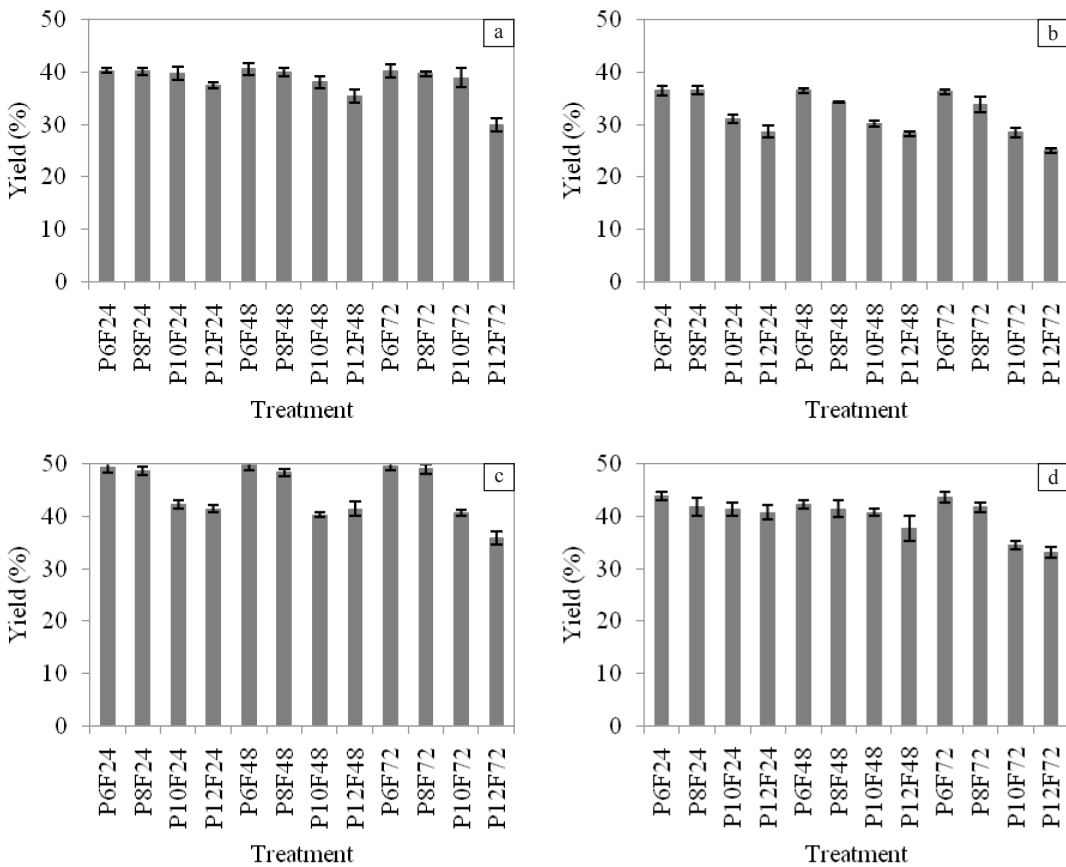 a
Yield (%)
50
40
30
20
10
0
P6F24
P8F24
P10F24
P12F24
P6F48
P8F48
P10F48
P12F48
P6F72
P8F72
P10F72
P12F72
Treatment
b
Yield (%)
50
40
30
20
10
0
P6F24
P8F24
P10F24
P12F24
P6F48
P8F48
P10F48
P12F48
P6F72
P8F72
P10F72
P12F72
Treatment
c
Yield (%)
50
40
30
20
10
0
P6F24
P8F24
P10F24
P12F24
P6F48
P8F48
P10F48
P12F48
P6F72
P8F72
P10F72
P12F72
Treatment
d
Yield (%)
50
40
30
20
10
0
P6F24
P8F24
P10F24
P12F24
P6F48
P8F48
P10F48
P12F48
P6F72
P8F72
P10F72
P12F72
Treatment